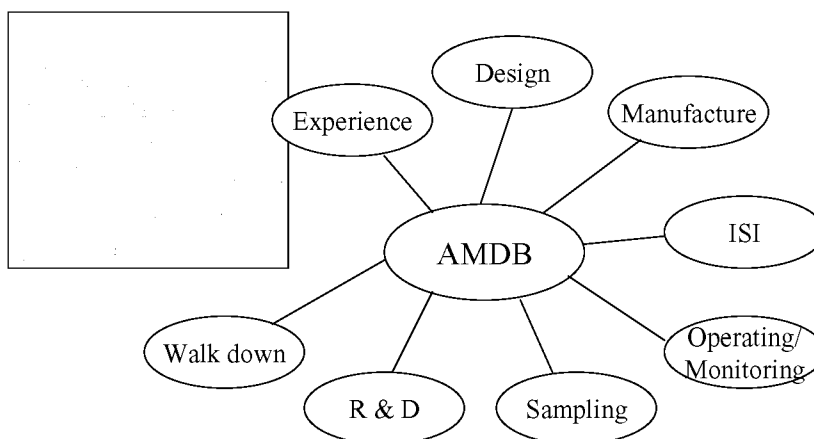 Design
Experience
Manufacture
AMDB
ISI
Walk down
Operating/
Monitoring
R & D
Sampling